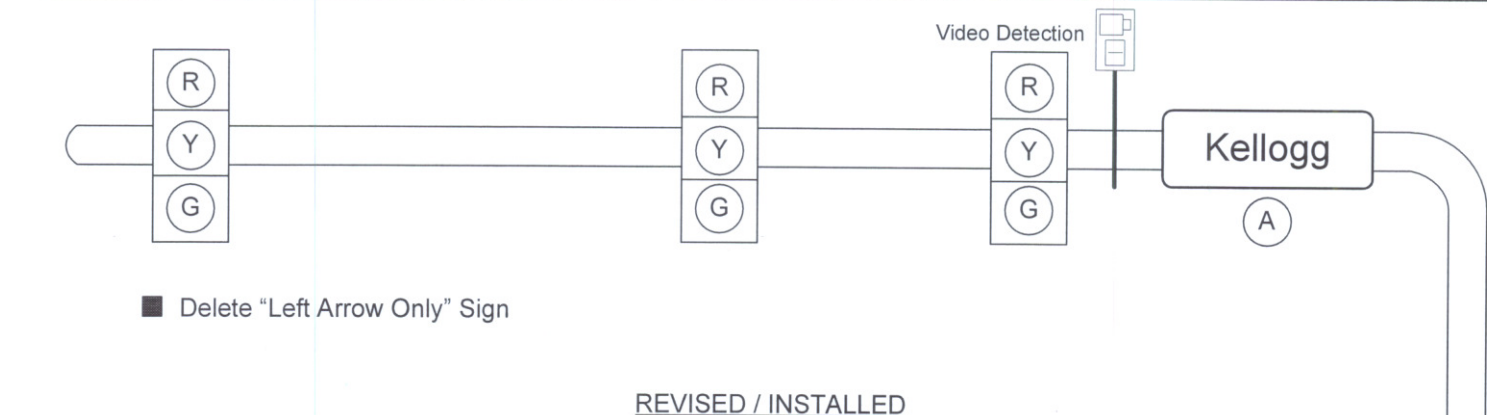 Video Detection
R R R
Y Y Y Kellogg
G G G A
■ Delete “Left Arrow Only” Sign
REVISED / INSTALLED